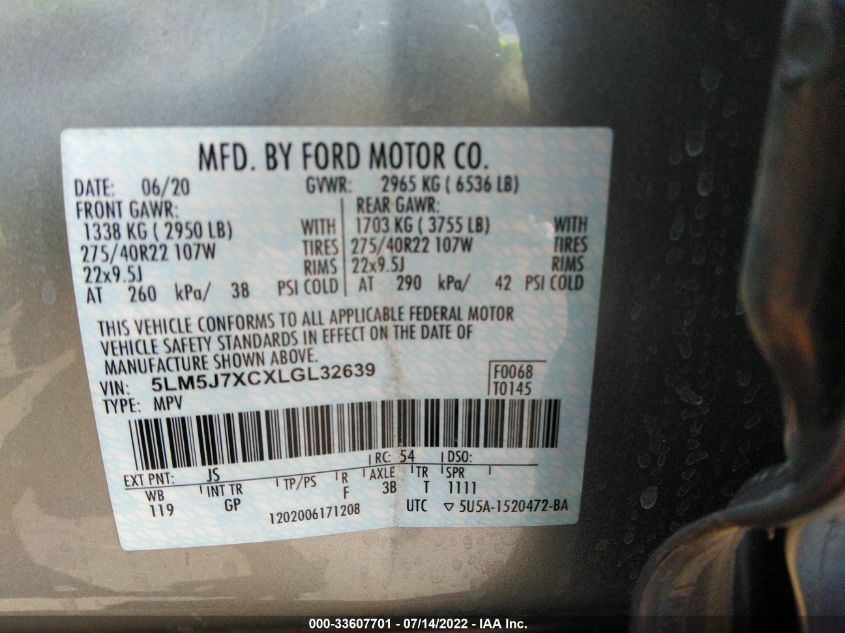 MFD. BY FORD MOTOR CO.
DATE: 06/20 GVWR: 2965 KG ( 6536 LB)
FRONT GAWR: REAR GAWR:
1338 KG ( 2950 LB) WITH 1703 KG ( 3755 LB) WITH
275/40R22 107W TIRES 275/40R22 107W TIRES
22x9.5J RIMS 22x9.5J RIMS
AT 260 kPa/ 38 PSI COLD AT 290 kPa/ 42 PSI COLD
THIS VEHICLE CONFORMS TO ALL APPLICABLE FEDERAL MOTOR
VEHICLE SAFETY STANDARDS IN EFFECT ON THE DATE OF
MANUFACTURE SHOWN ABOVE.
VIN: 5LM5J7XCXLGL32639 F0068
TYPE: MPV T0145
EXT PNT: JS RC: 54 DSO:
WB INT TR TP/PS R AXLE TR SPR
119 GP F 3B T 1111
1202006171208 UTC ▽ 5U5A-1520472-BA
000-33607701 / 07/14/2022 - IAA Inc.